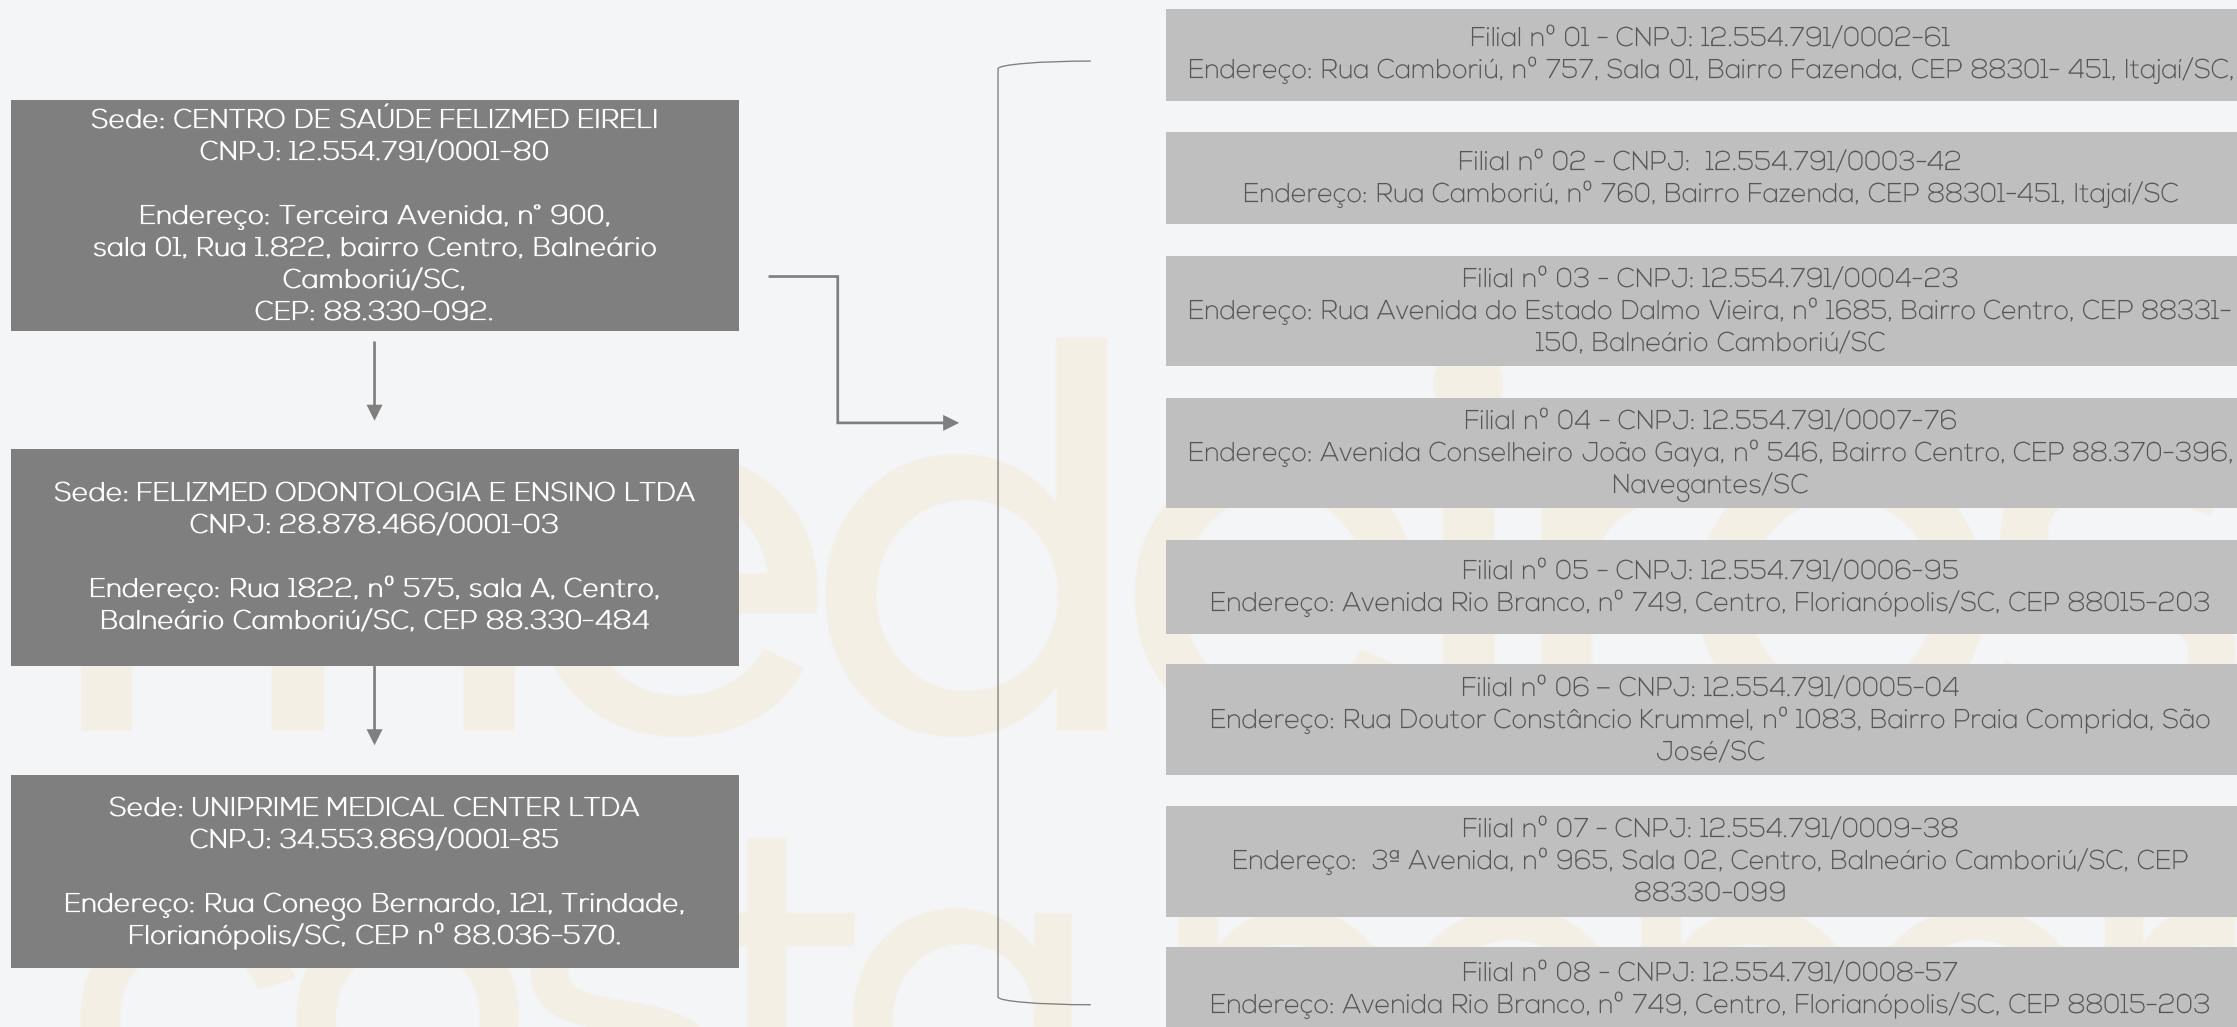 Sede: CENTRO DE SAÚDE FELIZMED EIRELI
CNPJ: 12.554.791/0001-80
Endereço: Terceira Avenida, n° 900,
sala 01, Rua 1.822, bairro Centro, Balneário
Camboriú/SC,
CEP: 88.330-092.
Sede: FELIZMED ODONTOLOGIA E ENSINO LTDA
CNPJ: 28.878.466/0001-03
Endereço: Rua 1822, nº 575, sala A, Centro,
Balneário Camboriú/SC, CEP 88.330-484
Sede: UNIPRIME MEDICAL CENTER LTDA
CNPJ: 34.553.869/0001-85
Endereço: Rua Conego Bernardo, 121, Trindade,
Florianópolis/SC, CEP nº 88.036-570.
Filial nº 01 - CNPJ: 12.554.791/0002-61
Endereço: Rua Camboriú, nº 757, Sala 01, Bairro Fazenda, CEP 88301- 451, Itajaí/SC,
Filial nº 02 - CNPJ: 12.554.791/0003-42
Endereço: Rua Camboriú, nº 760, Bairro Fazenda, CEP 88301-451, Itajaí/SC
Filial nº 03 - CNPJ: 12.554.791/0004-23
Endereço: Rua Avenida do Estado Dalmo Vieira, nº 1685, Bairro Centro, CEP 88331-
150, Balneário Camboriú/SC
Filial nº 04 - CNPJ: 12.554.791/0007-76
Endereço: Avenida Conselheiro João Gaya, nº 546, Bairro Centro, CEP 88.370-396,
Navegantes/SC
Filial nº 05 - CNPJ: 12.554.791/0006-95
Endereço: Avenida Rio Branco, nº 749, Centro, Florianópolis/SC, CEP 88015-203
Filial nº 06 – CNPJ: 12.554.791/0005-04
Endereço: Rua Doutor Constâncio Krummel, nº 1083, Bairro Praia Comprida, São
José/SC
Filial nº 07 - CNPJ: 12.554.791/0009-38
Endereço: 3ª Avenida, nº 965, Sala 02, Centro, Balneário Camboriú/SC, CEP
88330-099
Filial nº 08 - CNPJ: 12.554.791/0008-57
Endereço: Avenida Rio Branco, nº 749, Centro, Florianópolis/SC, CEP 88015-203
medeiros
costa